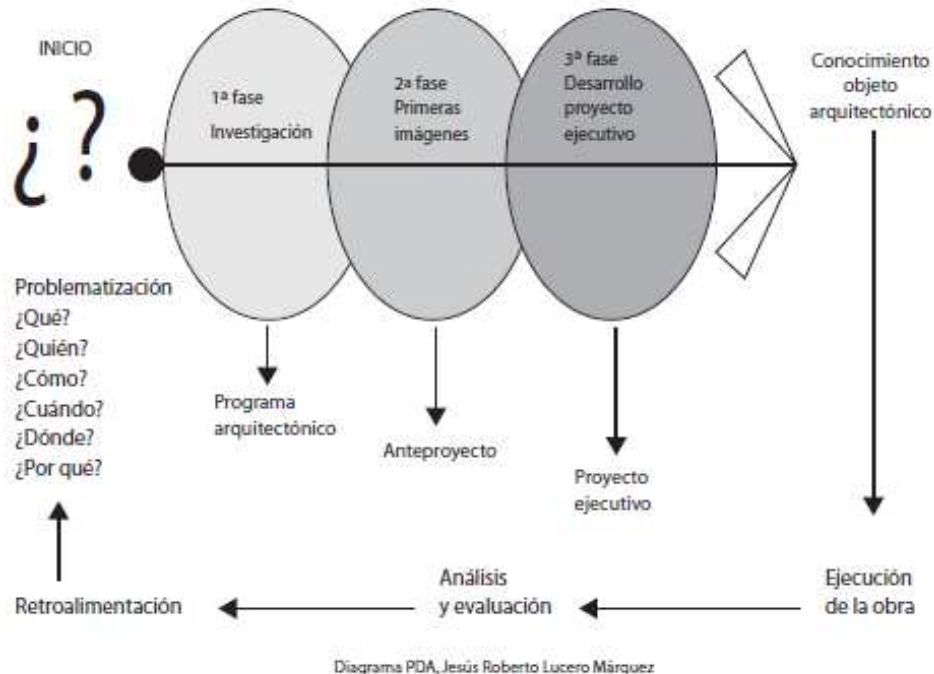 INICIO
¿?
1ª fase
Investigación
2ª fase
Primeras
imágenes
3ª fase
Desarrollo
proyecto
ejecutivo
Conocimiento
objeto
arquitectónico
Problematización
¿Qué?
¿Quién?
¿Cómo?
¿Cuándo?
¿Dónde?
¿Por qué?
Programa
arquitectónico
Anteproyecto
Proyecto
ejecutivo
Retroalimentación
Análisis
y evaluación
Ejecución
de la obra
Diagrama PDA, Jesús Roberto Lucero Márquez